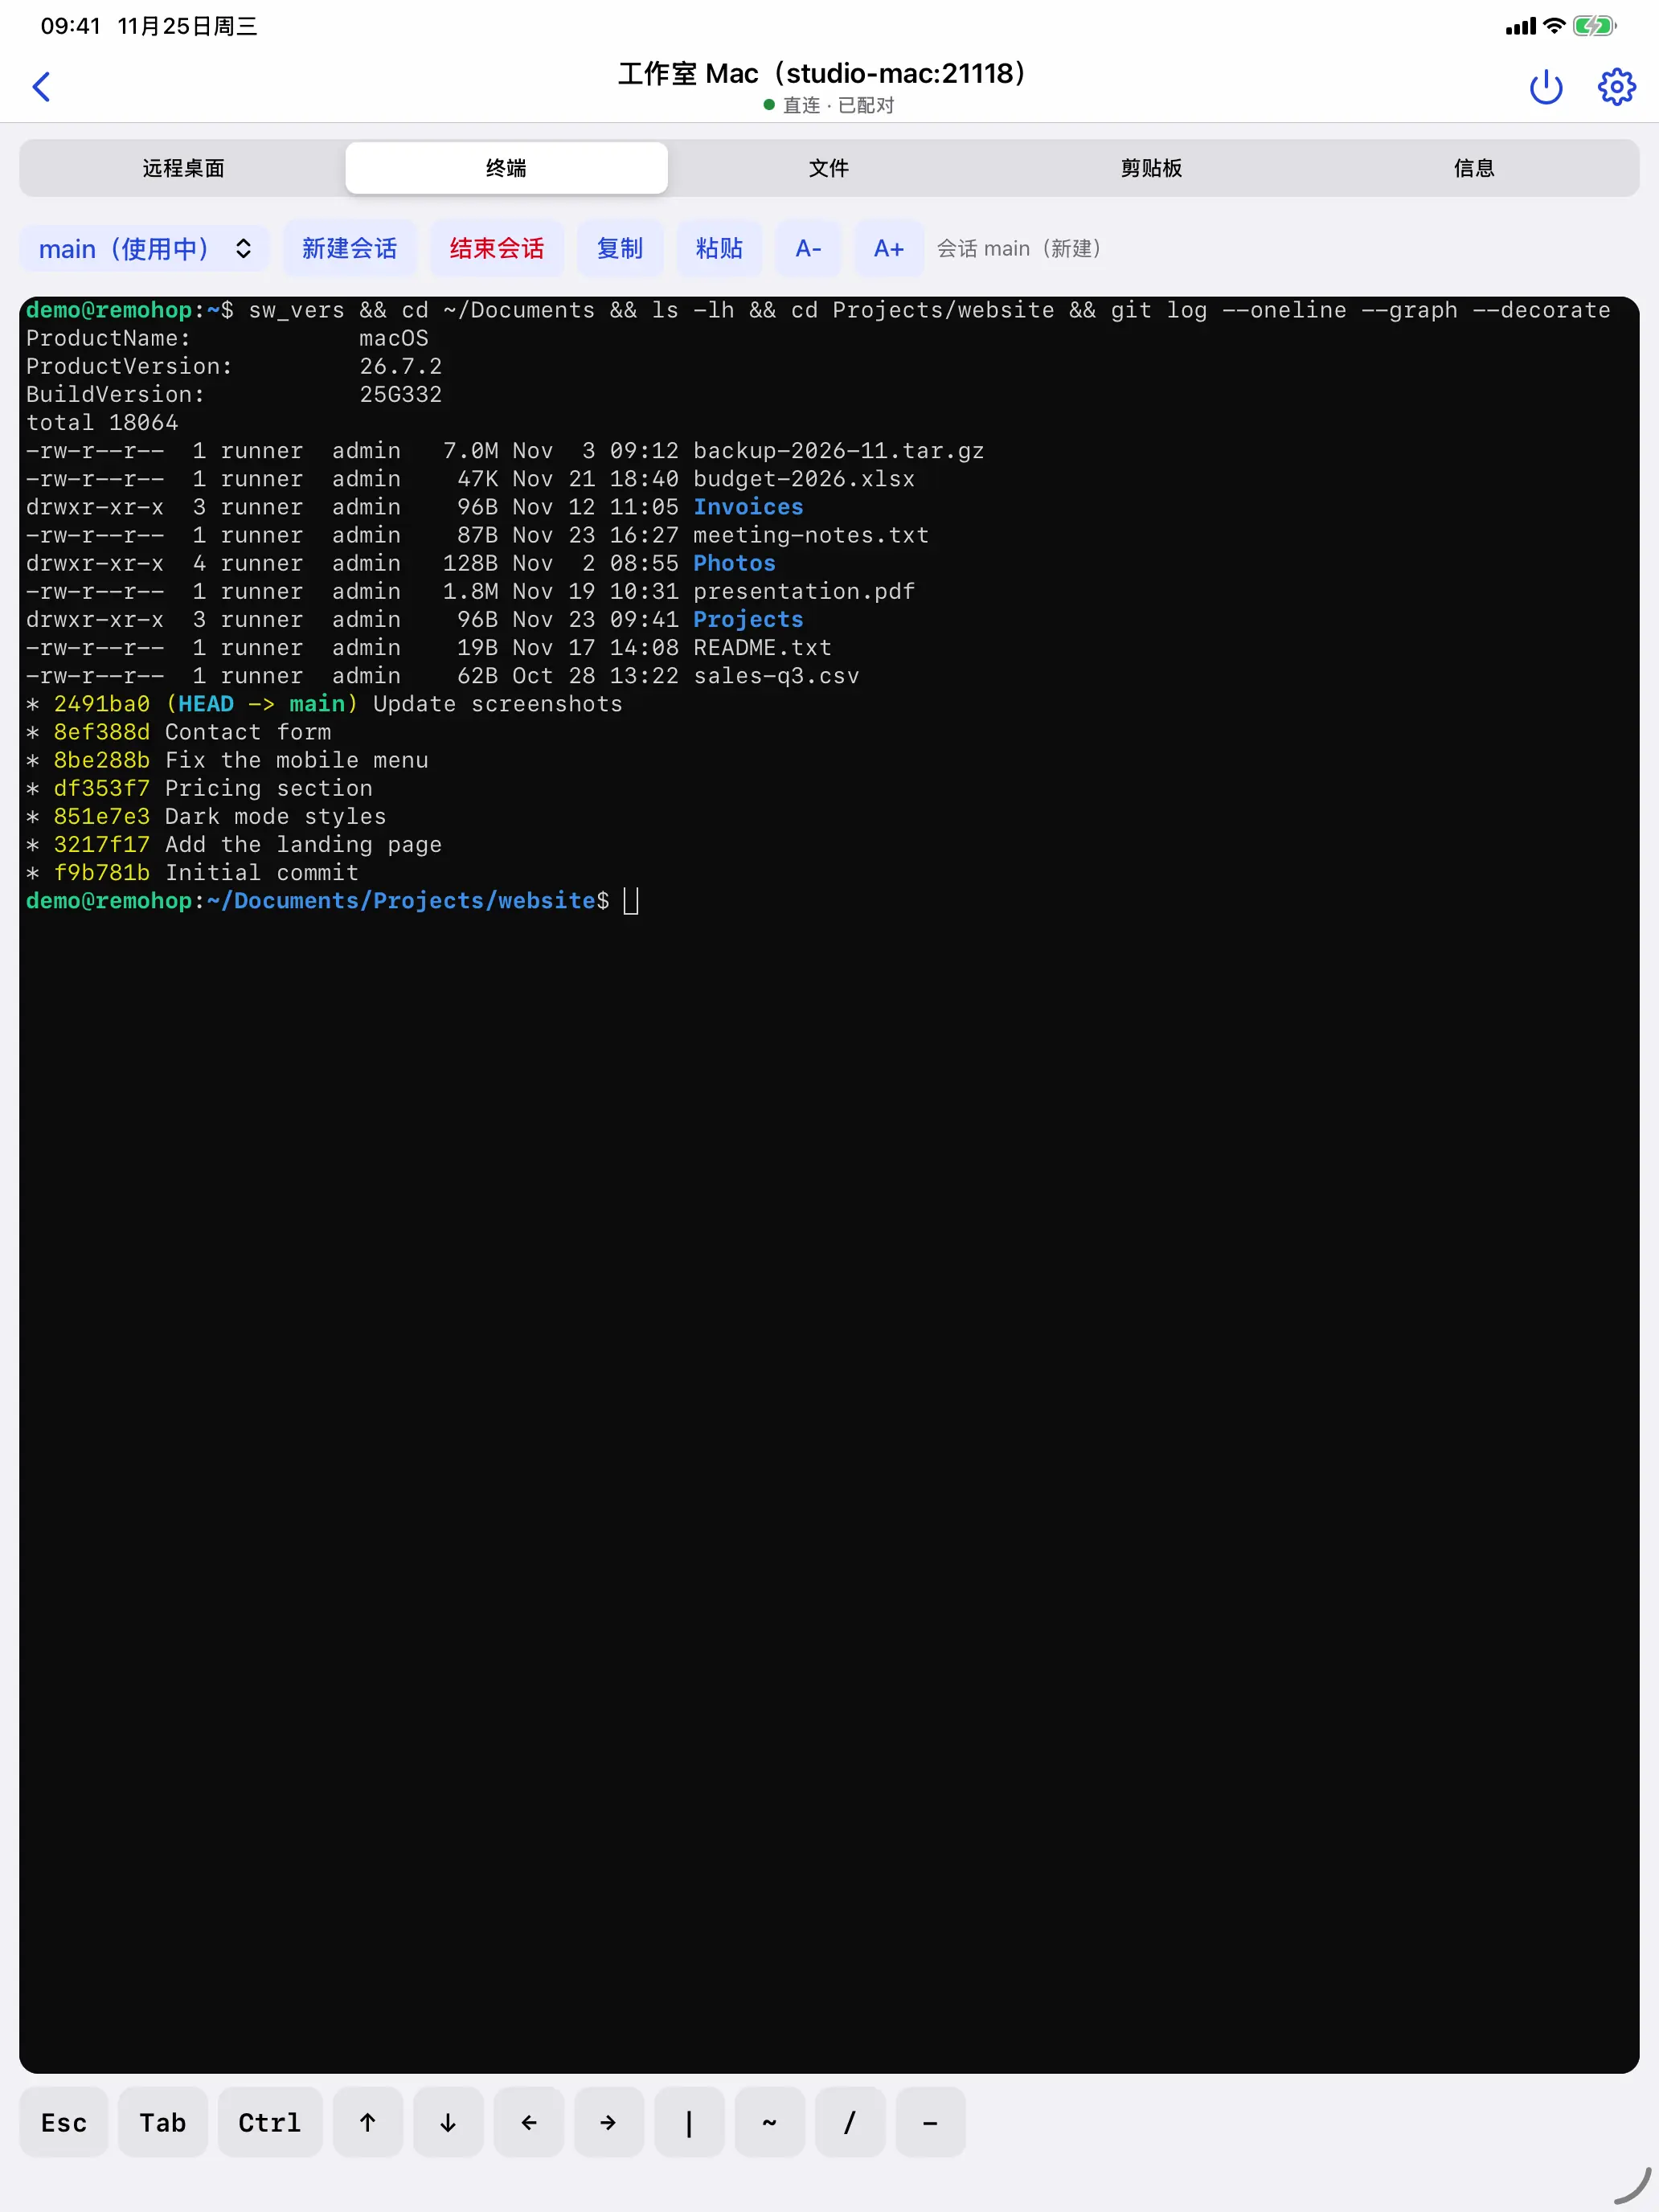 09:41 11月25日周三
工作室 Mac（studio-mac:21118）
直连 · 已配对
远程桌面 终端 文件 剪贴板 信息
main（使用中） 新建会话 结束会话 复制 粘贴 A- A+ 会话 main（新建）
demo@remohop:~$ sw_vers && cd ~/Documents && ls -lh && cd Projects/website && git log --oneline --graph --decorate
ProductName: macOS
ProductVersion: 26.7.2
BuildVersion: 25G332
total 18064
-rw-r--r-- 1 runner admin 7.0M Nov 3 09:12 backup-2026-11.tar.gz
-rw-r--r-- 1 runner admin 47K Nov 21 18:40 budget-2026.xlsx
drwxr-xr-x 3 runner admin 96B Nov 12 11:05 Invoices
-rw-r--r-- 1 runner admin 87B Nov 23 16:27 meeting-notes.txt
drwxr-xr-x 4 runner admin 128B Nov 2 08:55 Photos
-rw-r--r-- 1 runner admin 1.8M Nov 19 10:31 presentation.pdf
drwxr-xr-x 3 runner admin 96B Nov 23 09:41 Projects
-rw-r--r-- 1 runner admin 19B Nov 17 14:08 README.txt
-rw-r--r-- 1 runner admin 62B Oct 28 13:22 sales-q3.csv
* 2491ba0 (HEAD -> main) Update screenshots
* 8ef388d Contact form
* 8be288b Fix the mobile menu
* df353f7 Pricing section
* 851e7e3 Dark mode styles
* 3217f17 Add the landing page
* f9b781b Initial commit
demo@remohop:~/Documents/Projects/website$
Esc Tab Ctrl ↑ ↓ ← → | ~ / -